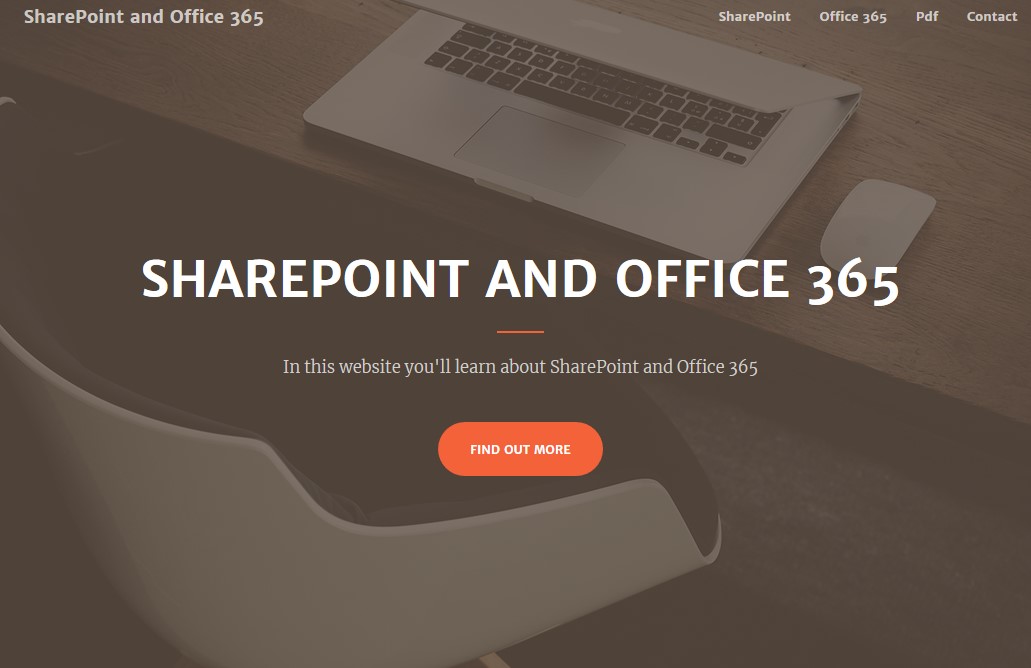 SharePoint and Office 365
SharePoint Office 365 Pdf Contact
SHAREPOINT AND OFFICE 365
In this website you'll learn about SharePoint and Office 365
FIND OUT MORE